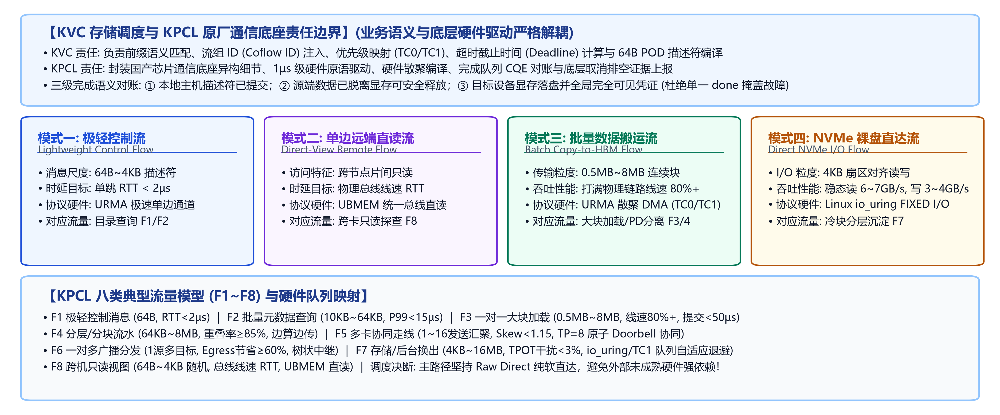 【KVC 存储调度与 KPCL 原厂通信底座责任边界】(业务语义与底层硬件驱动严格解耦)
• KVC 责任: 负责前缀语义匹配、流组 ID (Coflow ID) 注入、优先级映射 (TC0/TC1)、超时截止时间 (Deadline) 计算与 64B POD 描述符编译
• KPCL 责任: 封装国产芯片通信底座异构细节、1μs 级硬件原语驱动、硬件散聚编译、完成队列 CQE 对账与底层取消排空证据上报
• 三级完成语义对账: ① 本地主机描述符已提交；② 源端数据已脱离显存可安全释放；③ 目标设备显存落盘并全局完全可见凭证 (杜绝单一 done 掩盖故障)
模式一: 极轻控制流
Lightweight Control Flow
• 消息尺度: 64B~4KB 描述符
• 时延目标: 单跳 RTT < 2μs
• 协议硬件: URMA 极速单边通道
• 对应流量: 目录查询 F1/F2
模式二: 单边远端直读流
Direct-View Remote Flow
• 访问特征: 跨节点片间只读
• 时延目标: 物理总线线速 RTT
• 协议硬件: UBMEM 统一总线直读
• 对应流量: 跨卡只读探查 F8
模式三: 批量数据搬运流
Batch Copy-to-HBM Flow
• 传输粒度: 0.5MB~8MB 连续块
• 吞吐性能: 打满物理链路线速 80%+
• 协议硬件: URMA 散聚 DMA (TC0/TC1)
• 对应流量: 大块加载/PD分离 F3/4
模式四: NVMe 裸盘直达流
Direct NVMe I/O Flow
• I/O 粒度: 4KB 扇区对齐读写
• 吞吐性能: 稳态读 6~7GB/s, 写 3~4GB/s
• 协议硬件: Linux io_uring FIXED I/O
• 对应流量: 冷块分层沉淀 F7
【KPCL 八类典型流量模型 (F1~F8) 与硬件队列映射】
• F1 极轻控制消息 (64B, RTT<2μs) | F2 批量元数据查询 (10KB~64KB, P99<15μs) | F3 一对一大块加载 (0.5MB~8MB, 线速80%+, 提交<50μs)
• F4 分层/分块流水 (64KB~8MB, 重叠率≥85%, 边算边传) | F5 多卡协同走线 (1~16发送汇聚, Skew<1.15, TP=8 原子 Doorbell 协同)
• F6 一对多广播分发 (1源多目标, Egress节省≥60%, 树状中继) | F7 存储/后台换出 (4KB~16MB, TPOT干扰<3%, io_uring/TC1 队列自适应退避)
• F8 跨机只读视图 (64B~4KB 随机, 总线线速 RTT, UBMEM 直读) | 调度决断: 主路径坚持 Raw Direct 纯软直达，避免外部未成熟硬件强依赖！